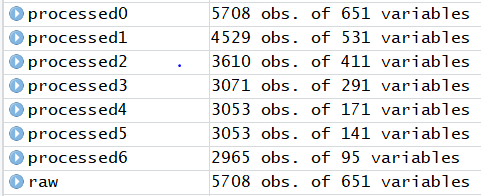 processed0 5708 obs. of 651 variables
processed1 4529 obs. of 531 variables
processed2 3610 obs. of 411 variables
processed3 3071 obs. of 291 variables
processed4 3053 obs. of 171 variables
processed5 3053 obs. of 141 variables
processed6 2965 obs. of 95 variables
raw 5708 obs. of 651 variables